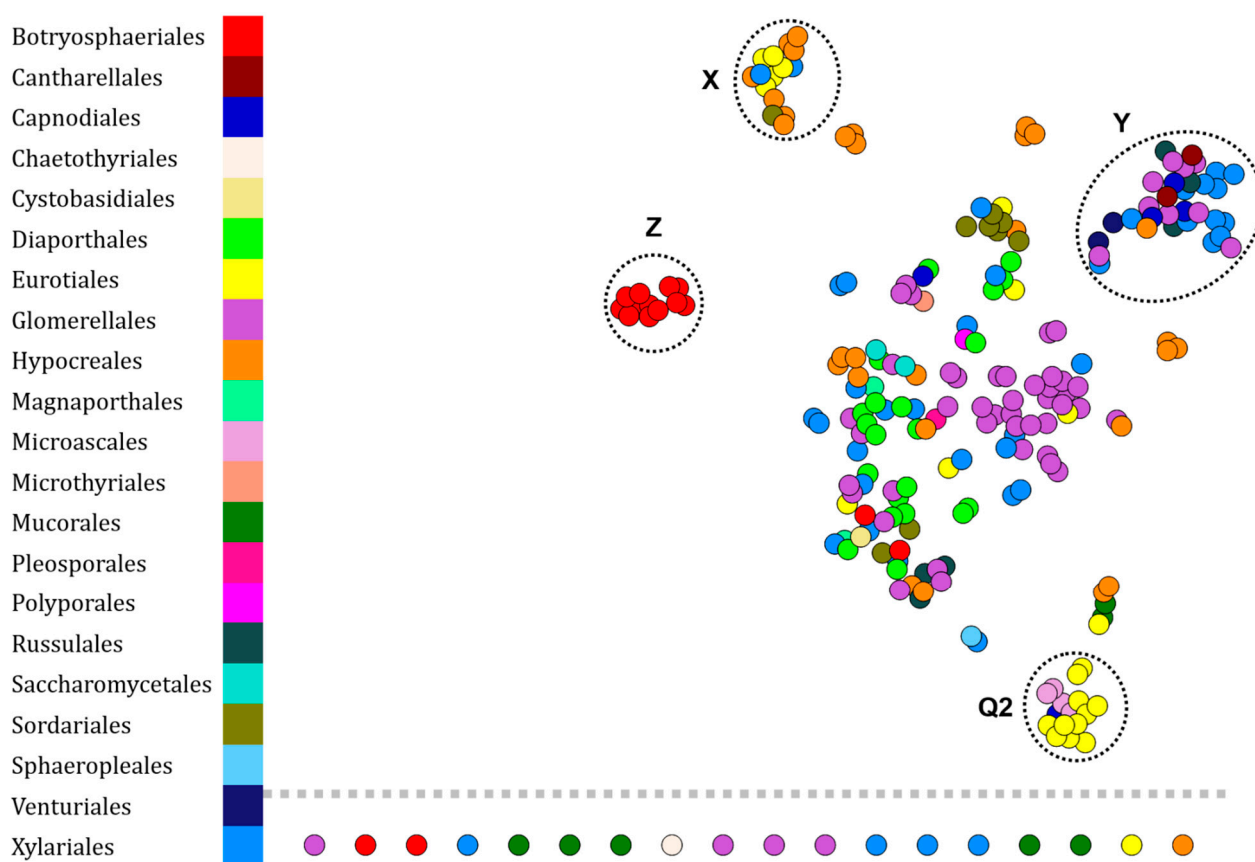 Botryosphaeriales
Cantharellales
Capnodiales
Chaetothyriales
Cystobasidiales
Diaporthales
Eurotiales
Glomerellales
Hypocreales
Magnaporthales
Microascales
Microthyriales
Mucorales
Pleosporales
Polyporales
Russulales
Saccharomycetales
Sordariales
Sphaeropleales
Venturiales
Xylariales
X
Y
Z
Q2